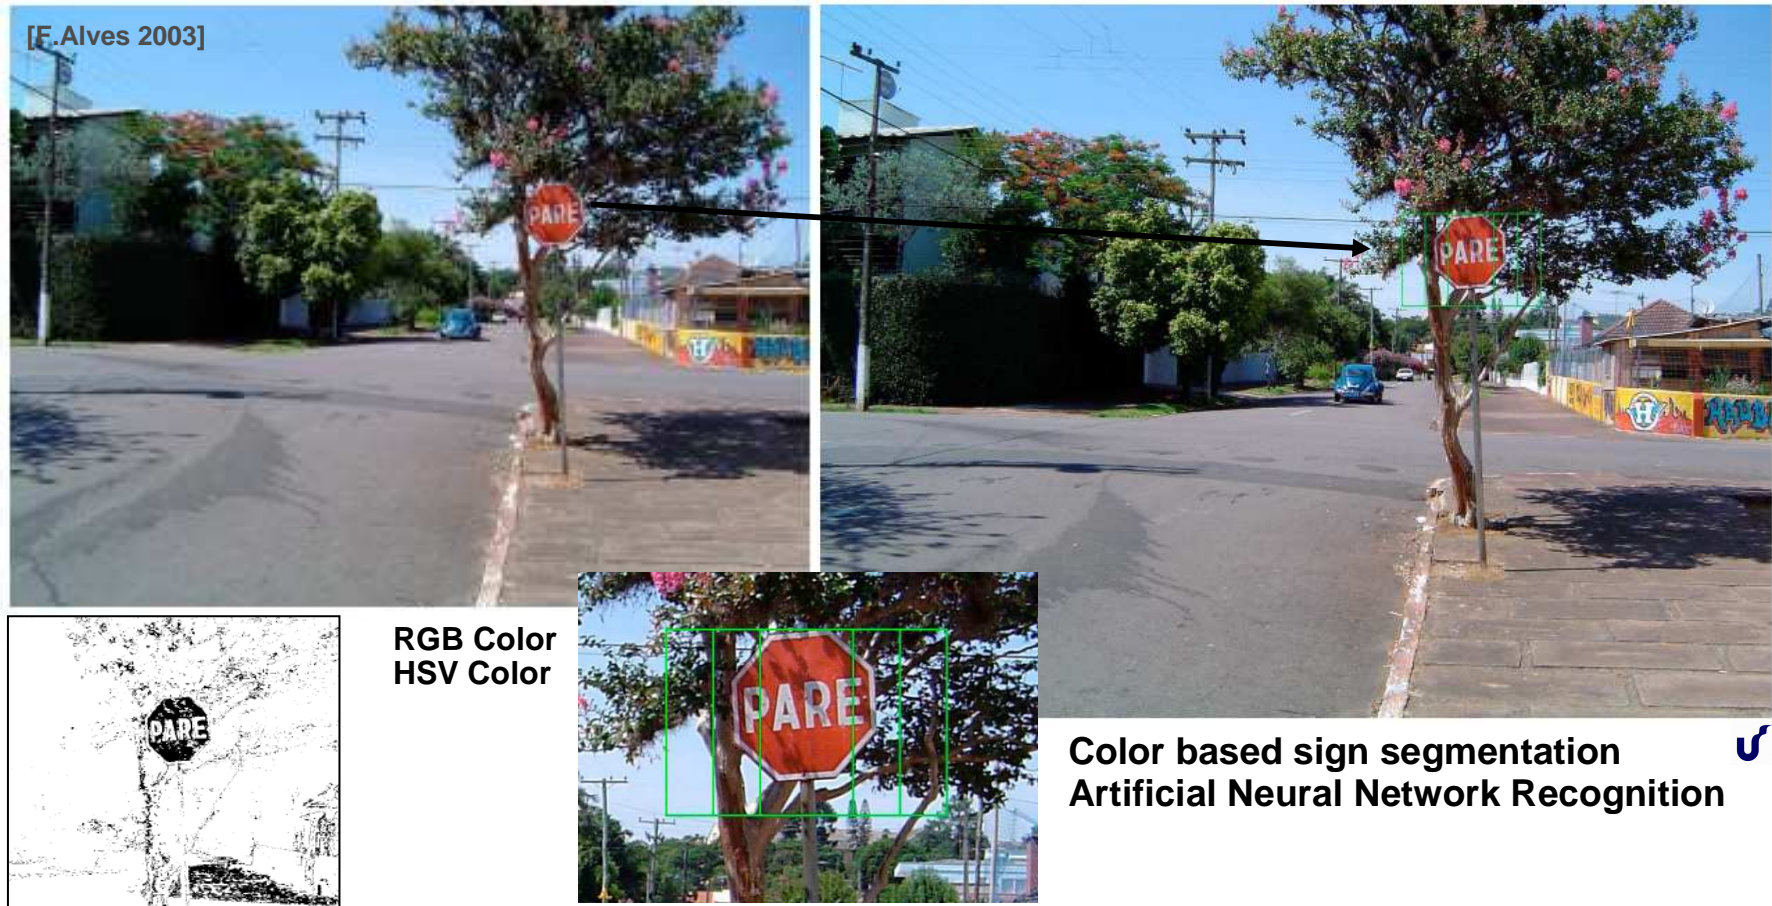 [F.Alves 2003]
PARE
PARE
H
H
RGB Color
HSV Color
PARE
PARE
Color based sign segmentation
Artificial Neural Network Recognition